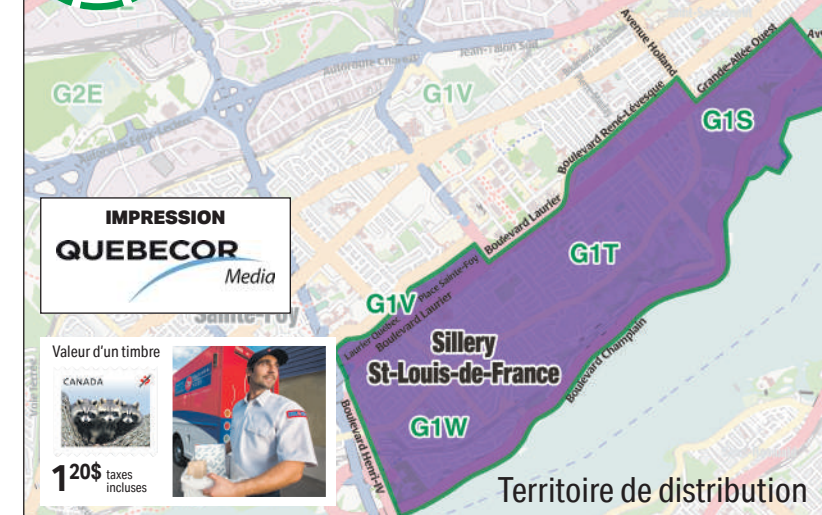 Avenue Holland
Grande-Allée Ouest
Jean-Talon Sud
G2E
G1V
Boulevard René-Lévesque
G1S
IMPRESSION
QUEBECOR
Media
Boulevard Laurier
G1T
Place Sainte-Foy
G1V
Laurier Québec
Boulevard Laurier
Sainte-Foy
Sillery
St-Louis-de-France
Boulevard Champlain
Valeur d'un timbre
CANADA
G1W
Boulevard Henri-IV
1 20$ taxes
incluses
Territoire de distribution